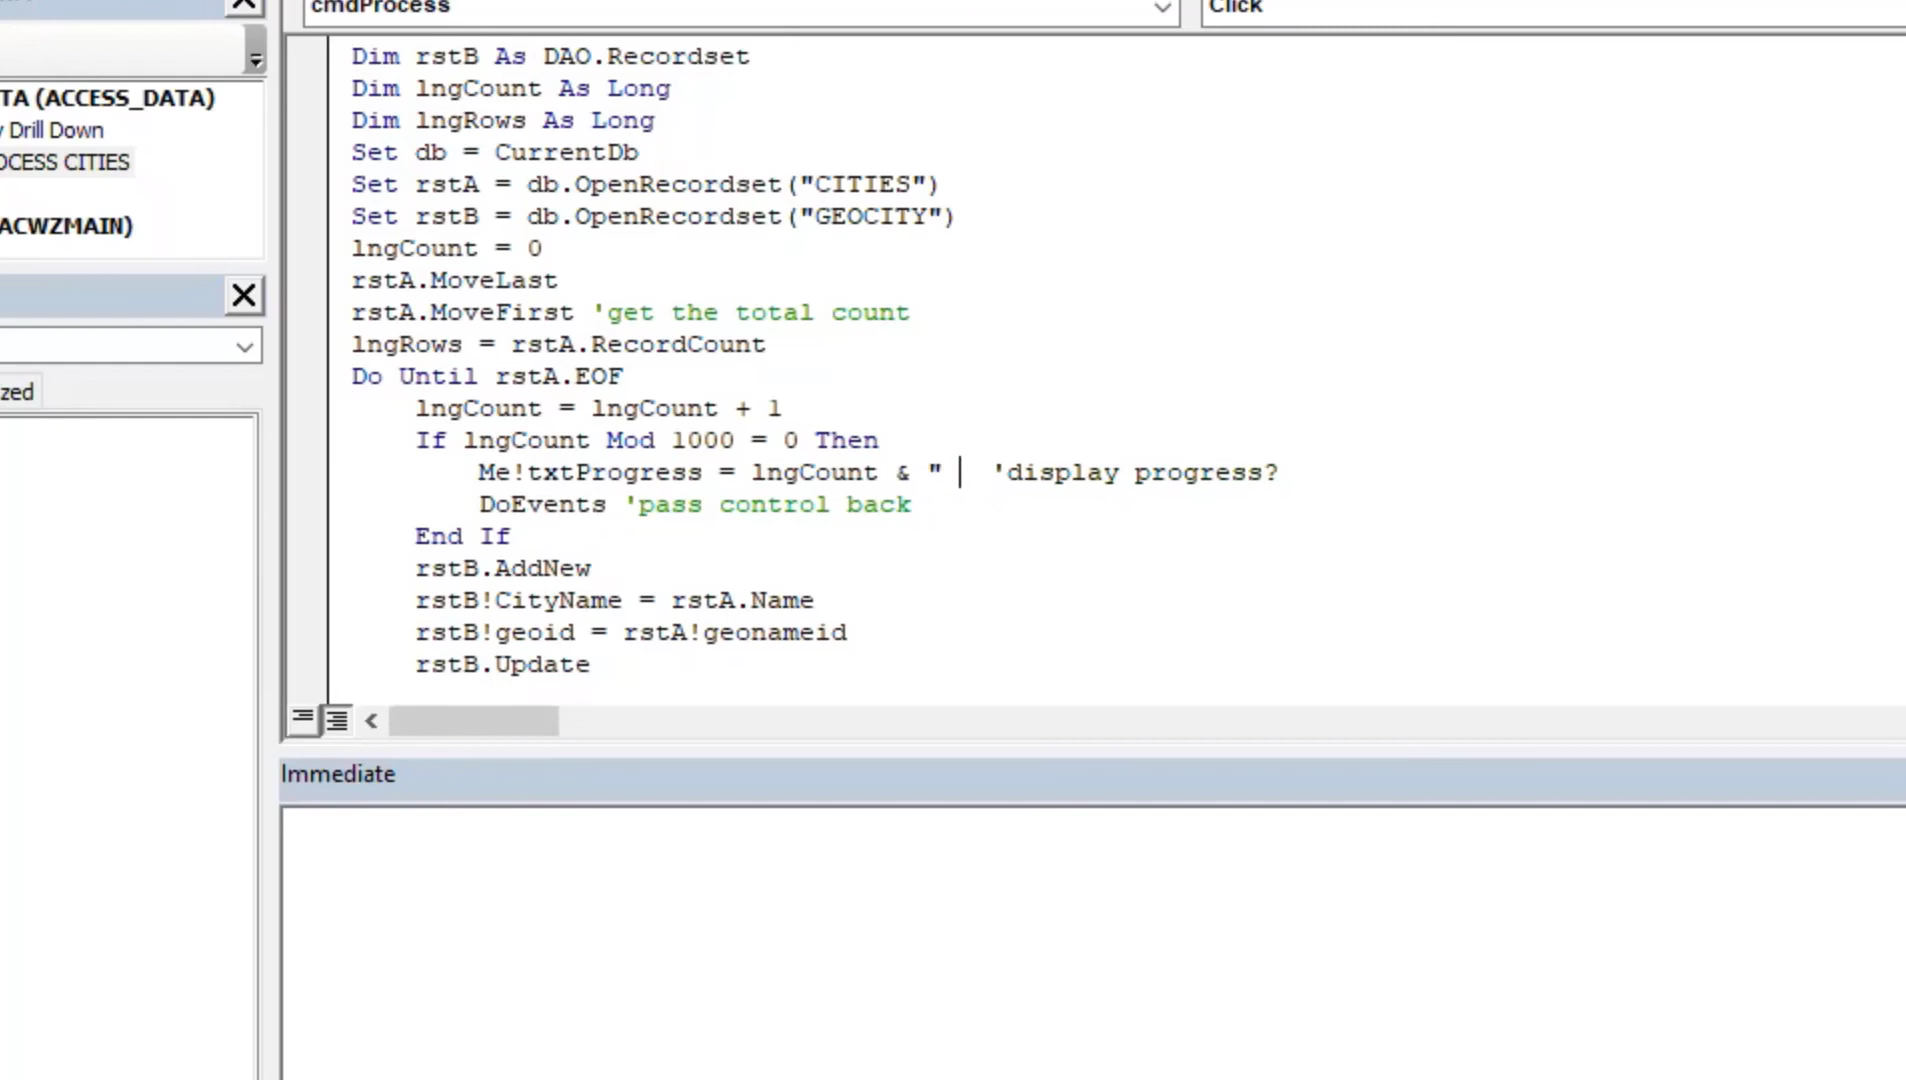 cmdProcess
Click
TA (ACCESS_DATA)
Drill Down
OCESS CITIES
ACWZMAIN)
zed
Dim rstB As DAO.Recordset
Dim lngCount As Long
Dim lngRows As Long
Set db = CurrentDb
Set rstA = db.OpenRecordset("CITIES")
Set rstB = db.OpenRecordset("GEOCITY")
lngCount = 0
rstA.MoveLast
rstA.MoveFirst 'get the total count
lngRows = rstA.RecordCount
Do Until rstA.EOF
lngCount = lngCount + 1
If lngCount Mod 1000 = 0 Then
Me!txtProgress = lngCount & " 'display progress?
DoEvents 'pass control back
End If
rstB.AddNew
rstB!CityName = rstA.Name
rstB!geoid = rstA!geonameid
rstB.Update
Immediate